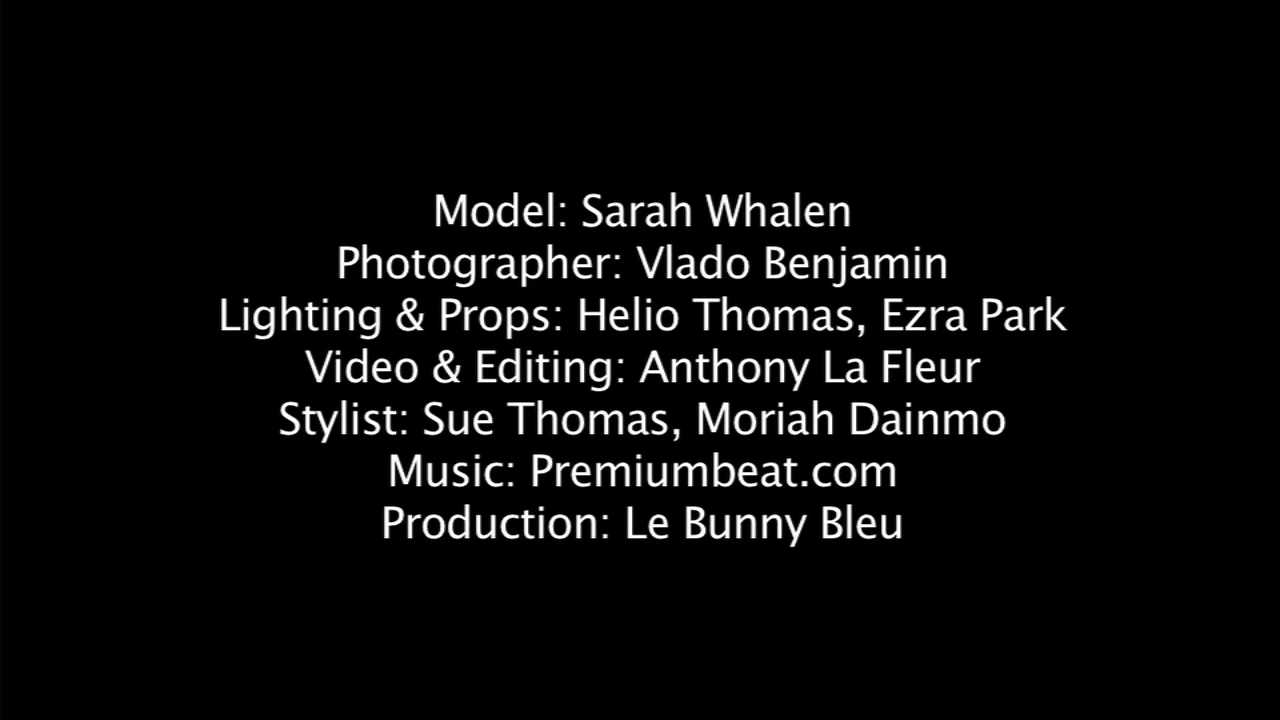 Model: Sarah Whalen
Photographer: Vlado Benjamin
Lighting & Props: Helio Thomas, Ezra Park
Video & Editing: Anthony La Fleur
Stylist: Sue Thomas, Moriah Dainmo
Music: Premiumbeat.com
Production: Le Bunny Bleu